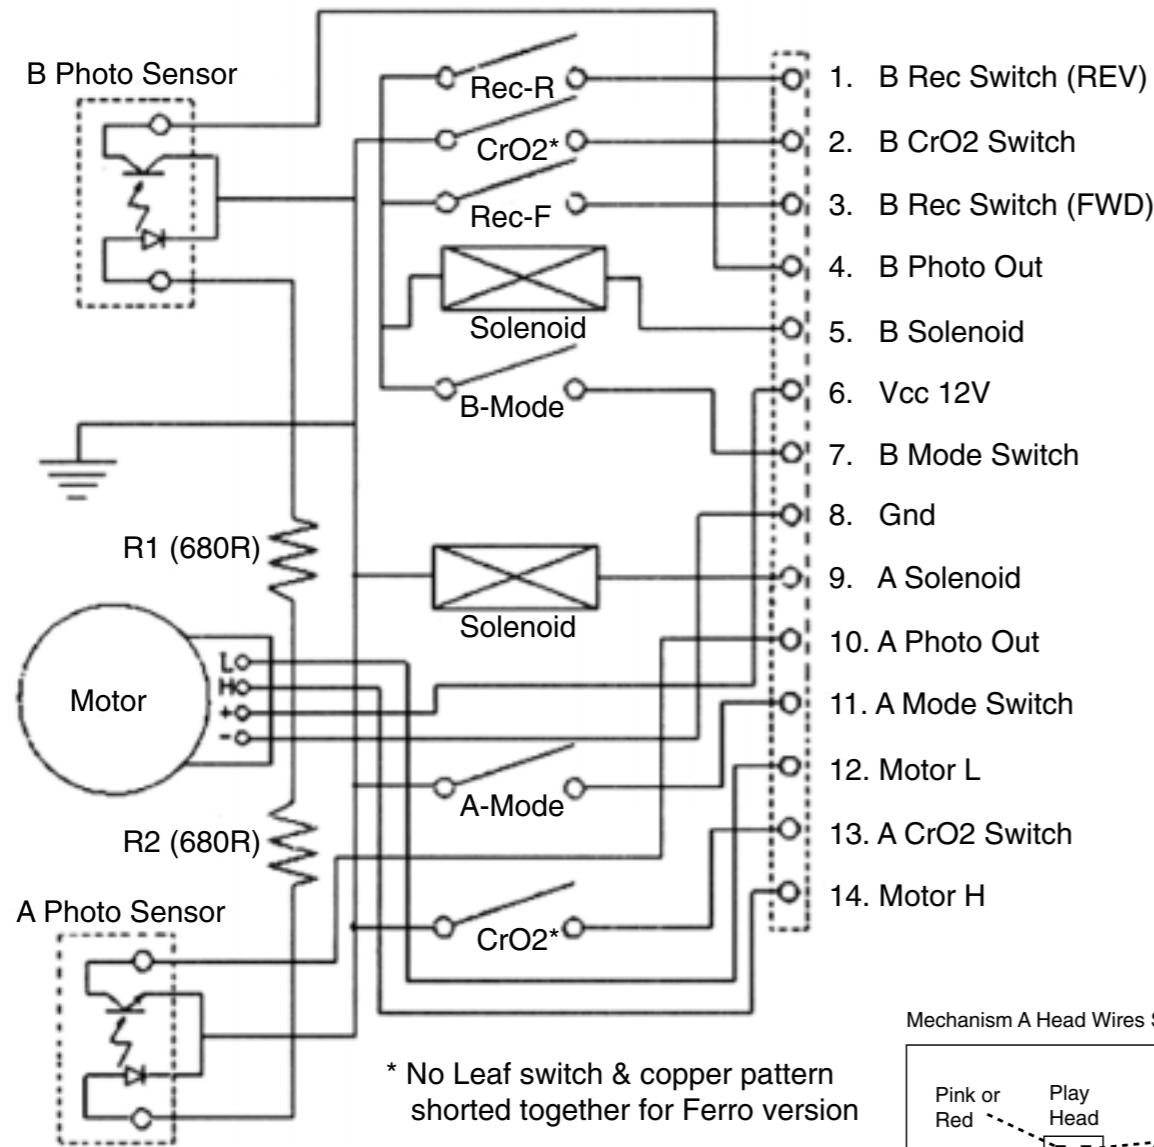 B Photo Sensor
Rec-R
CrO2*
Rec-F
Solenoid
B-Mode
1. B Rec Switch (REV)
2. B CrO2 Switch
3. B Rec Switch (FWD)
4. B Photo Out
5. B Solenoid
6. Vcc 12V
7. B Mode Switch
8. Gnd
9. A Solenoid
10. A Photo Out
11. A Mode Switch
12. Motor L
13. A CrO2 Switch
14. Motor H
R1 (680R)
Solenoid
Motor
L
H
+
-
A-Mode
R2 (680R)
CrO2*
A Photo Sensor
* No Leaf switch & copper pattern
shorted together for Ferro version
Mechanism A Head Wires
Pink or
Red
Play
Head